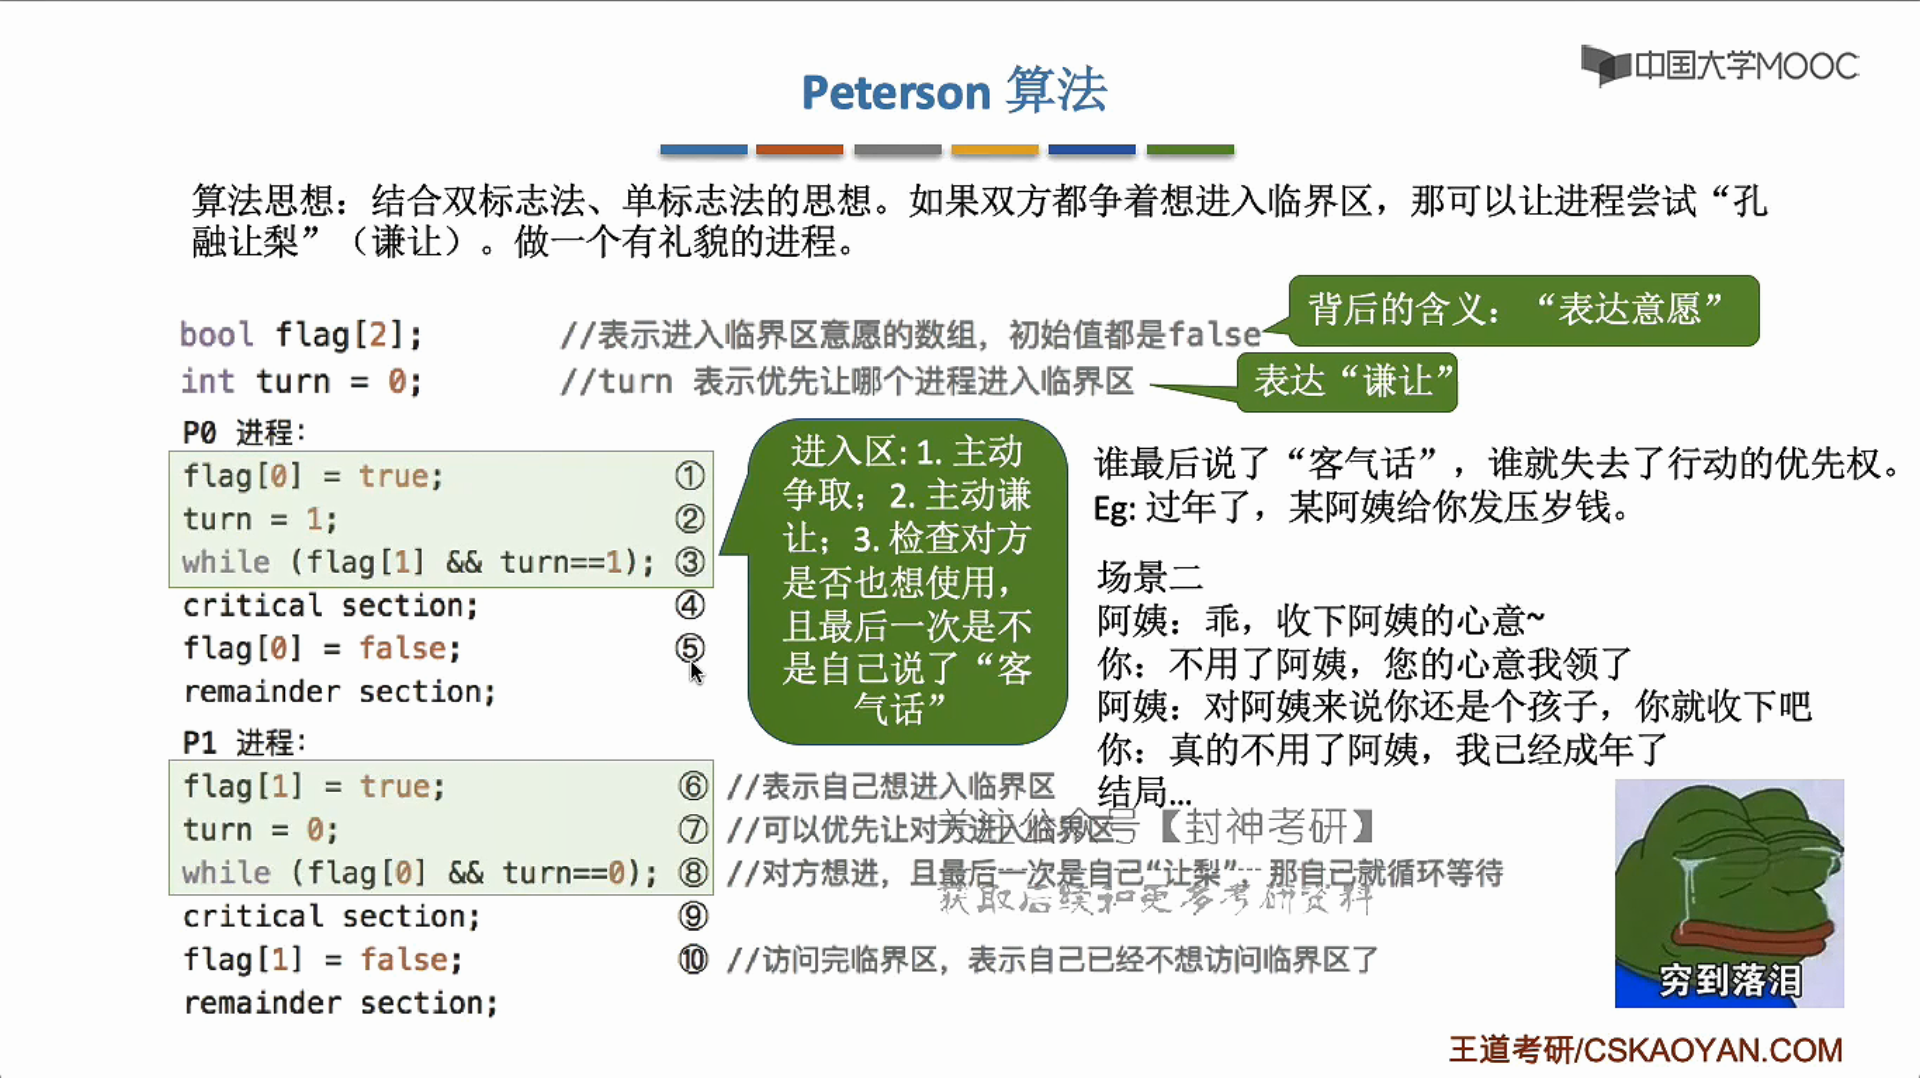 中国大学MOOC
Peterson 算法
算法思想：结合双标志法、单标志法的思想。如果双方都争着想进入临界区，那可以让进程尝试“孔
融让梨”（谦让）。做一个有礼貌的进程。
背后的含义：“表达意愿”
bool flag[2]; //表示进入临界区意愿的数组，初始值都是false
int turn = 0; //turn 表示优先让哪个进程进入临界区
表达“谦让”
P0 进程：
flag[0] = true; ①
turn = 1; ②
while (flag[1] && turn==1); ③
critical section; ④
flag[0] = false; ⑤
remainder section;
进入区: 1. 主动
争取；2. 主动谦
让；3. 检查对方
是否也想使用，
且最后一次是不
是自己说了“客
气话”
谁最后说了“客气话”，谁就失去了行动的优先权。
Eg: 过年了，某阿姨给你发压岁钱。
场景二
阿姨：乖，收下阿姨的心意~
你：不用了阿姨，您的心意我领了
阿姨：对阿姨来说你还是个孩子，你就收下吧
你：真的不用了阿姨，我已经成年了
结局…
P1 进程：
flag[1] = true; ⑥ //表示自己想进入临界区
turn = 0; ⑦ //可以优先让对方进入临界区
while (flag[0] && turn==0); ⑧ //对方想进，且最后一次是自己“让梨”，那自己就循环等待
critical section; ⑨
flag[1] = false; ⑩ //访问完临界区，表示自己已经不想访问临界区了
remainder section;
关注公众号【封神考研】
获取后续和更多考研资料
穷到落泪
王道考研/CSKAOYAN.COM